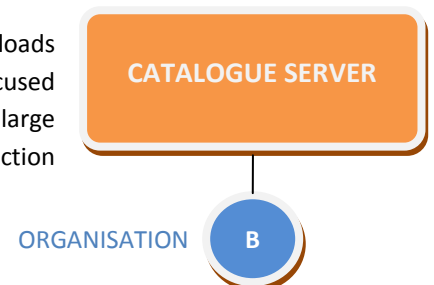 loads
cused
large
ction
CATALOGUE SERVER
ORGANISATION B